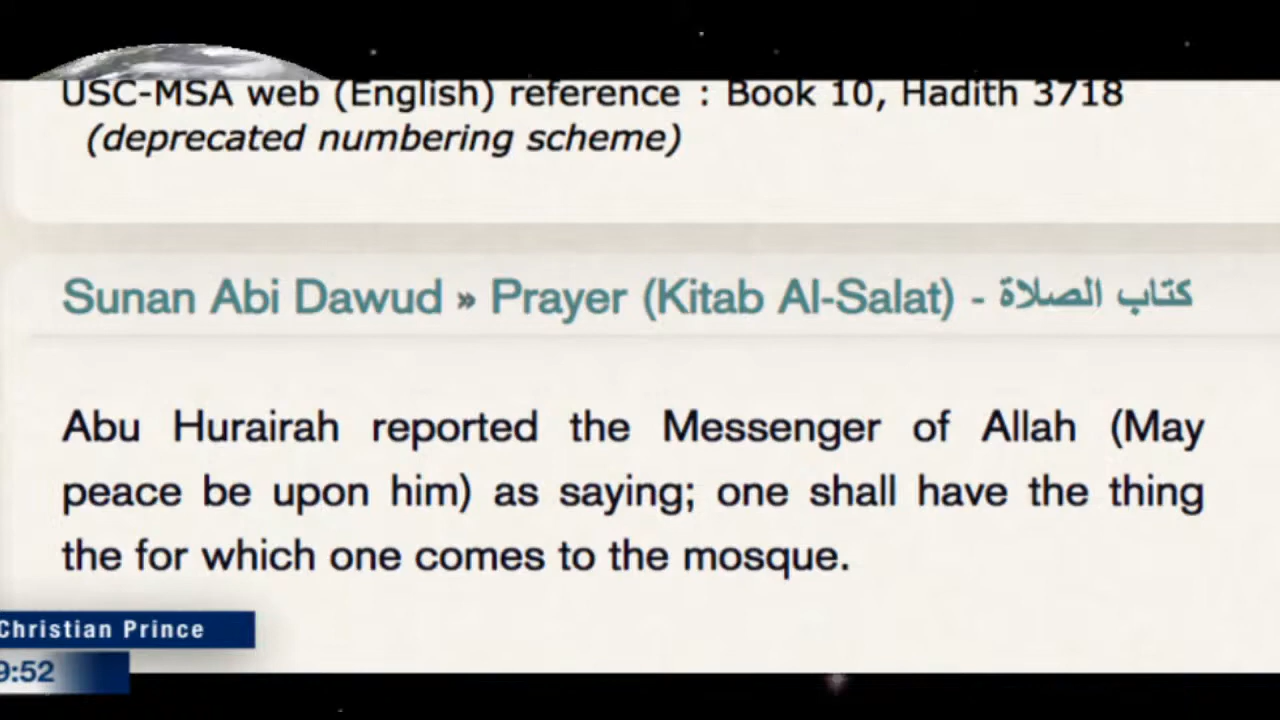 USC-MSA web (English) reference : Book 10, Hadith 3718
(deprecated numbering scheme)
Sunan Abi Dawud » Prayer (Kitab Al-Salat) - كتاب الصلاة
Abu Hurairah reported the Messenger of Allah (May
peace be upon him) as saying; one shall have the thing
the for which one comes to the mosque.
Christian Prince
9:52